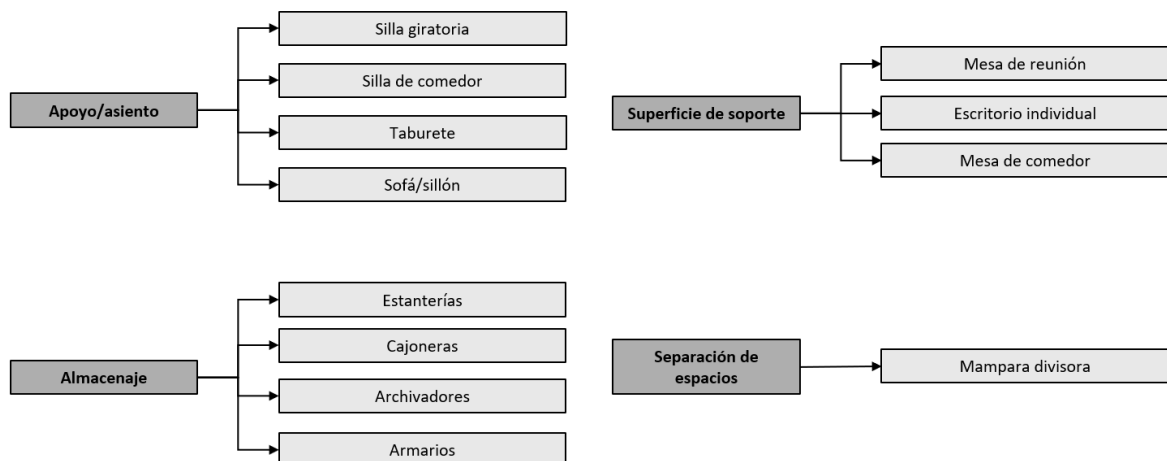 Apoyo/asiento
Silla giratoria
Silla de comedor
Taburete
Sofá/sillón
Superficie de soporte
Mesa de reunión
Escritorio individual
Mesa de comedor
Almacenaje
Estanterías
Cajoneras
Archivadores
Armarios
Separación de
espacios
Mampara divisora